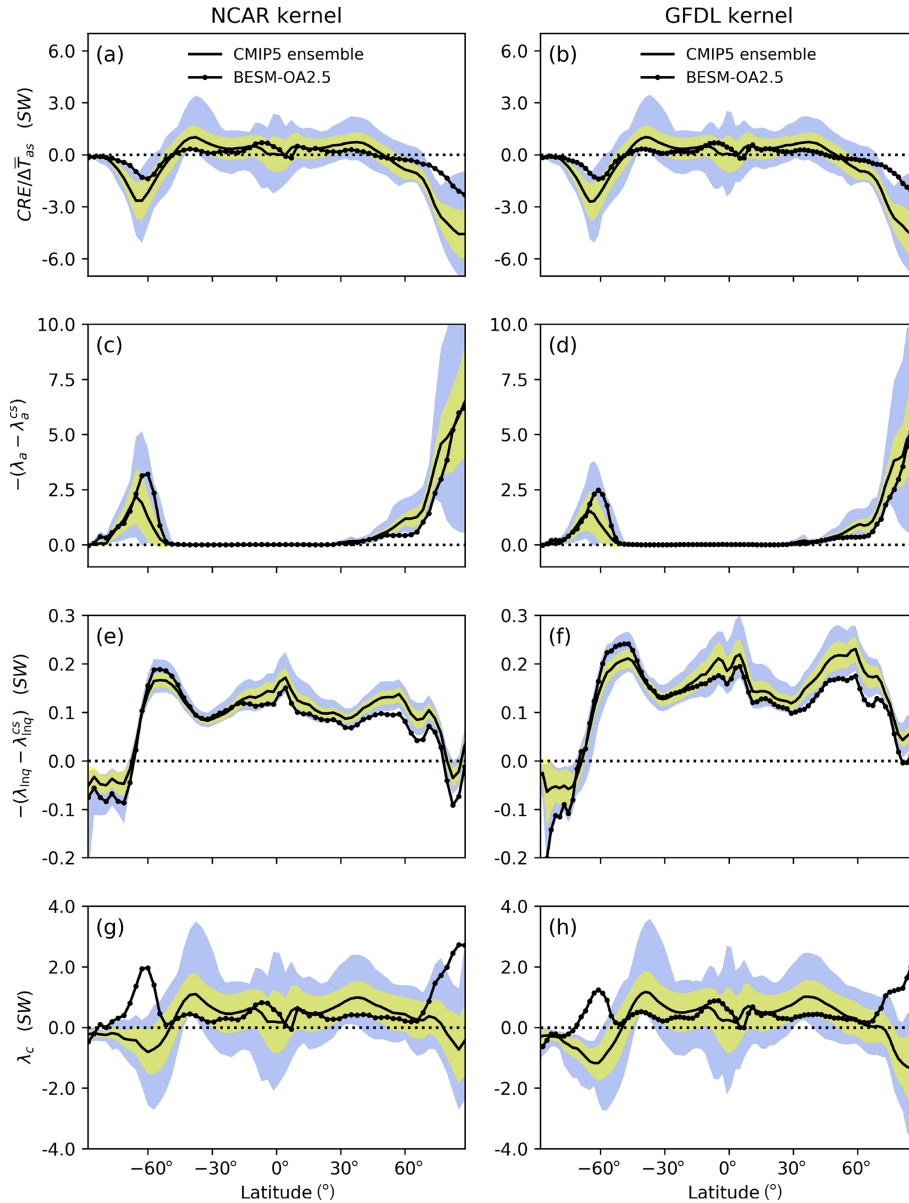 NCAR kernel
GFDL kernel
(a)
CMIP5 ensemble
BESM-OA2.5
6.0
3.0
0.0
-3.0
-6.0
CRE/ΔT̅as (SW)
(b)
CMIP5 ensemble
BESM-OA2.5
6.0
3.0
0.0
-3.0
-6.0
(c)
10.0
7.5
5.0
2.5
0.0
−(λa − λa^cs)
(d)
10.0
7.5
5.0
2.5
0.0
(e)
0.3
0.2
0.1
0.0
-0.1
-0.2
−(λlnq − λlnq^cs) (SW)
(f)
0.3
0.2
0.1
0.0
-0.1
-0.2
(g)
4.0
2.0
0.0
-2.0
-4.0
λc (SW)
−60° −30° 0° 30° 60°
Latitude (°)
(h)
4.0
2.0
0.0
-2.0
-4.0
−60° −30° 0° 30° 60°
Latitude (°)